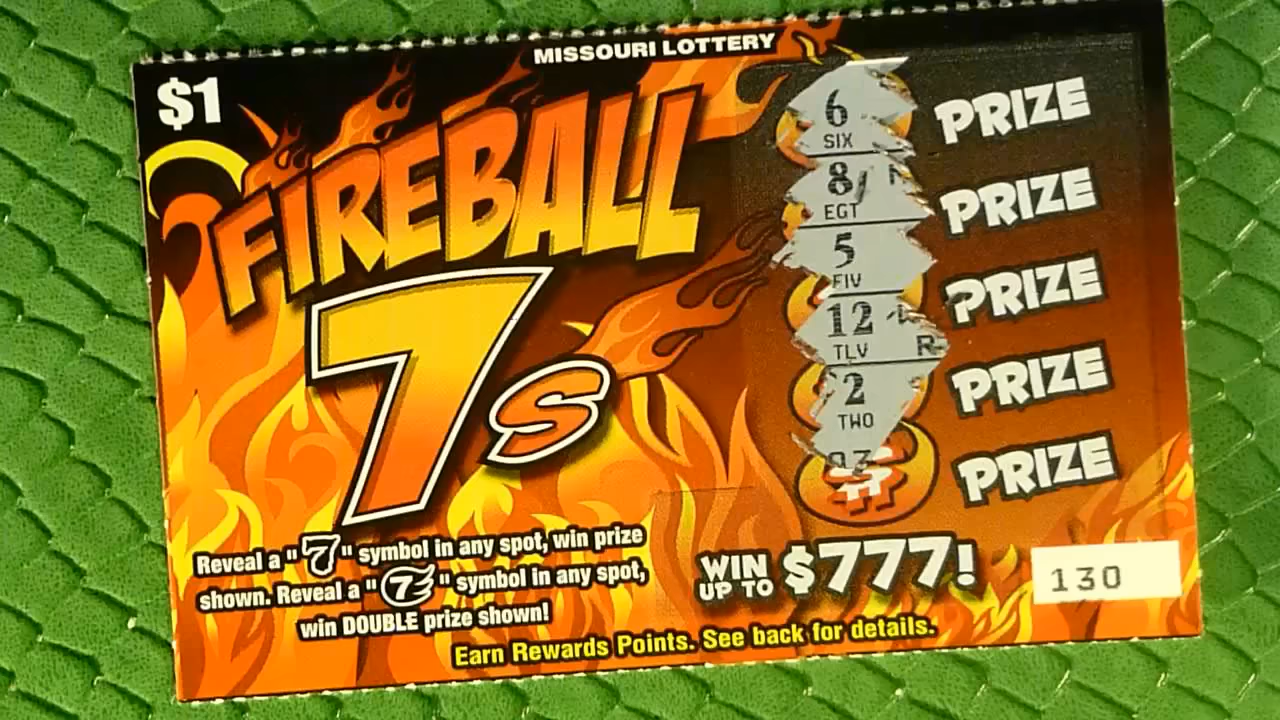 MISSOURI LOTTERY
$1
FIREBALL
7s
6
SIX
PRIZE
8
EGT
PRIZE
5
FIV
PRIZE
12
TLV
R
PRIZE
2
TWO
PRIZE
Reveal a "7" symbol in any spot, win prize
shown. Reveal a "7" symbol in any spot,
win DOUBLE prize shown!
WIN
UP TO $777!
130
Earn Rewards Points. See back for details.